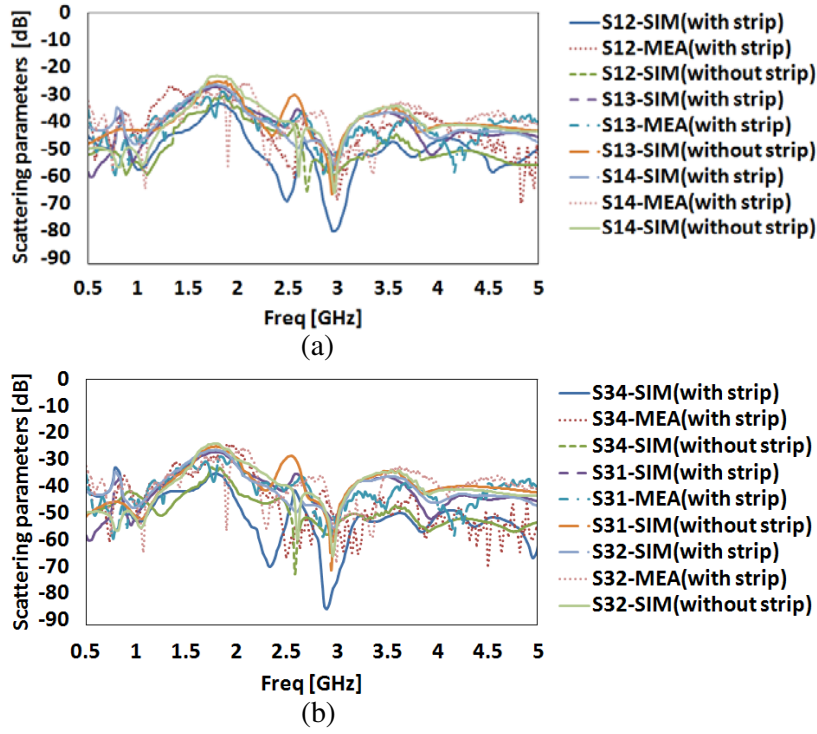 Scattering parameters [dB]
0
-10
-20
-30
-40
-50
-60
-70
-80
-90
0.5 1 1.5 2 2.5 3 3.5 4 4.5 5
Freq [GHz]
S12-SIM(with strip)
S12-MEA(with strip)
S12-SIM(without strip)
S13-SIM(with strip)
S13-MEA(with strip)
S13-SIM(without strip)
S14-SIM(with strip)
S14-MEA(with strip)
S14-SIM(without strip)
(a)
Scattering parameters [dB]
0
-10
-20
-30
-40
-50
-60
-70
-80
-90
0.5 1 1.5 2 2.5 3 3.5 4 4.5 5
Freq [GHz]
S34-SIM(with strip)
S34-MEA(with strip)
S34-SIM(without strip)
S31-SIM(with strip)
S31-MEA(with strip)
S31-SIM(without strip)
S32-SIM(with strip)
S32-MEA(with strip)
S32-SIM(without strip)
(b)